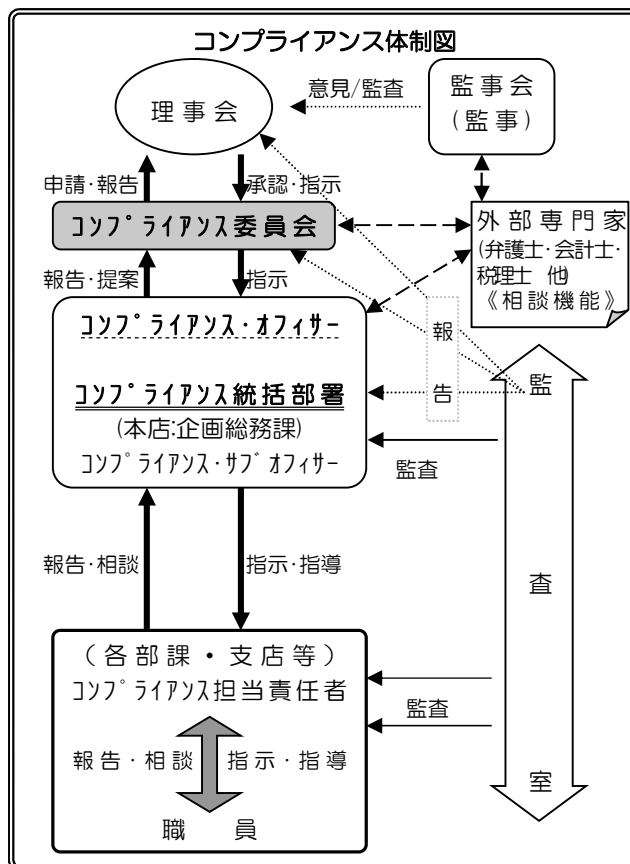 コンプライアンス体制図
理事会
意見/監査
監事会
(監事)
申請・報告
承認・指示
ｺﾝﾌﾟﾗｲｱﾝｽ委員会
外部専門家
(弁護士・会計士・
税理士 他)
《相談機能》
報告・提案
指示
ｺﾝﾌﾟﾗｲｱﾝｽ・ｵﾌｨｻｰ
報告
ｺﾝﾌﾟﾗｲｱﾝｽ統括部署
(本店:企画総務課)
ｺﾝﾌﾟﾗｲｱﾝｽ・ｻﾌﾞｵﾌｨｻｰ
監査
監査室
報告・相談
指示・指導
(各部課・支店等)
ｺﾝﾌﾟﾗｲｱﾝｽ担当責任者
監査
報告・相談
指示・指導
職員